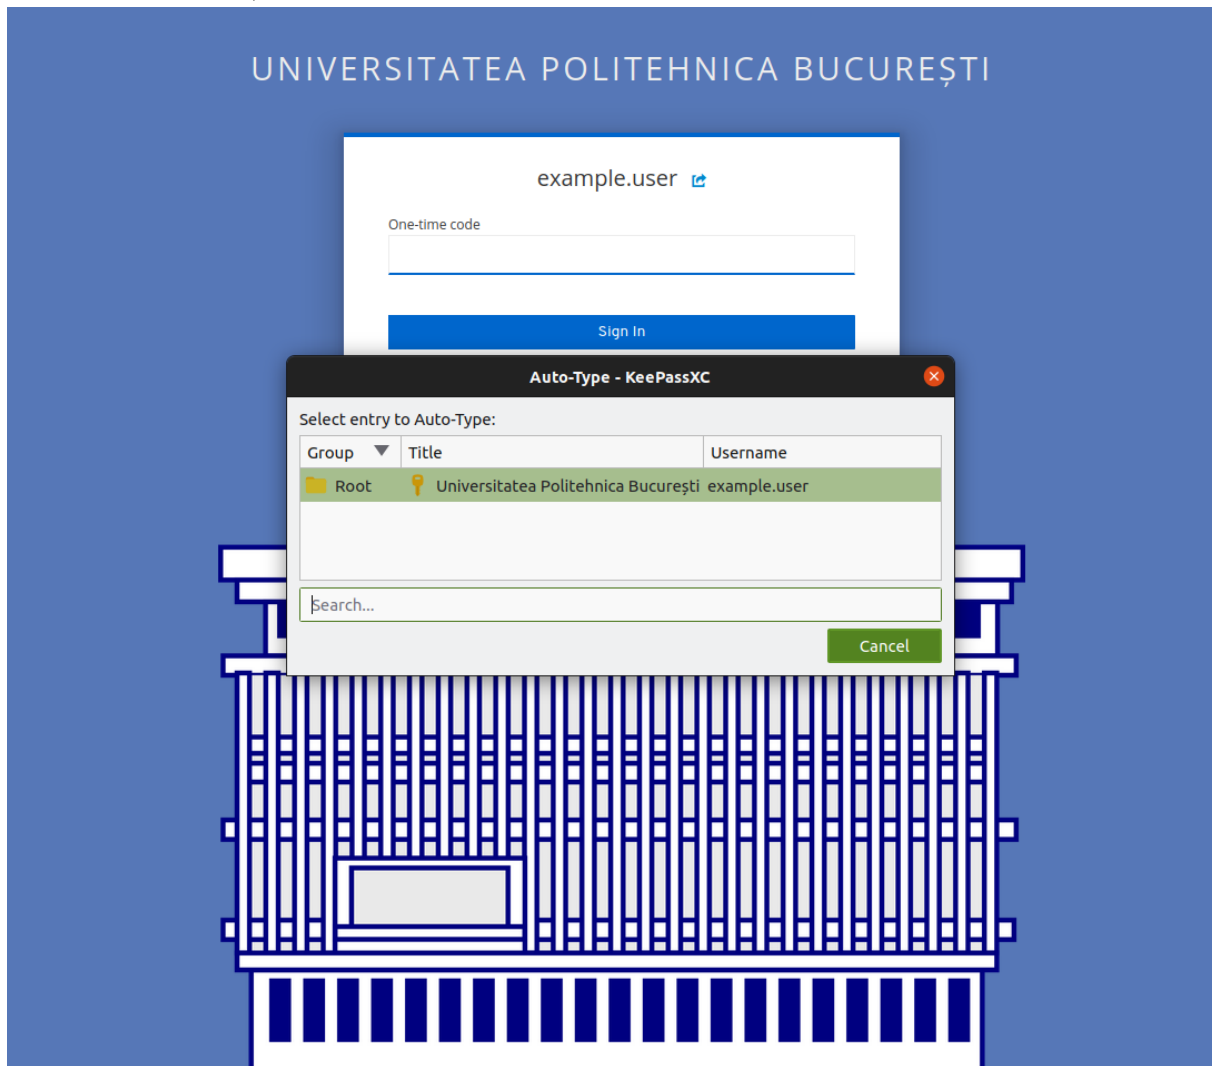 UNIVERSITATEA POLITEHNICA BUCUREȘTI
example.user
One-time code
Sign In
Auto-Type - KeePassXC
Select entry to Auto-Type:
Group Title Username
Root Universitatea Politehnica București example.user
Search...
Cancel